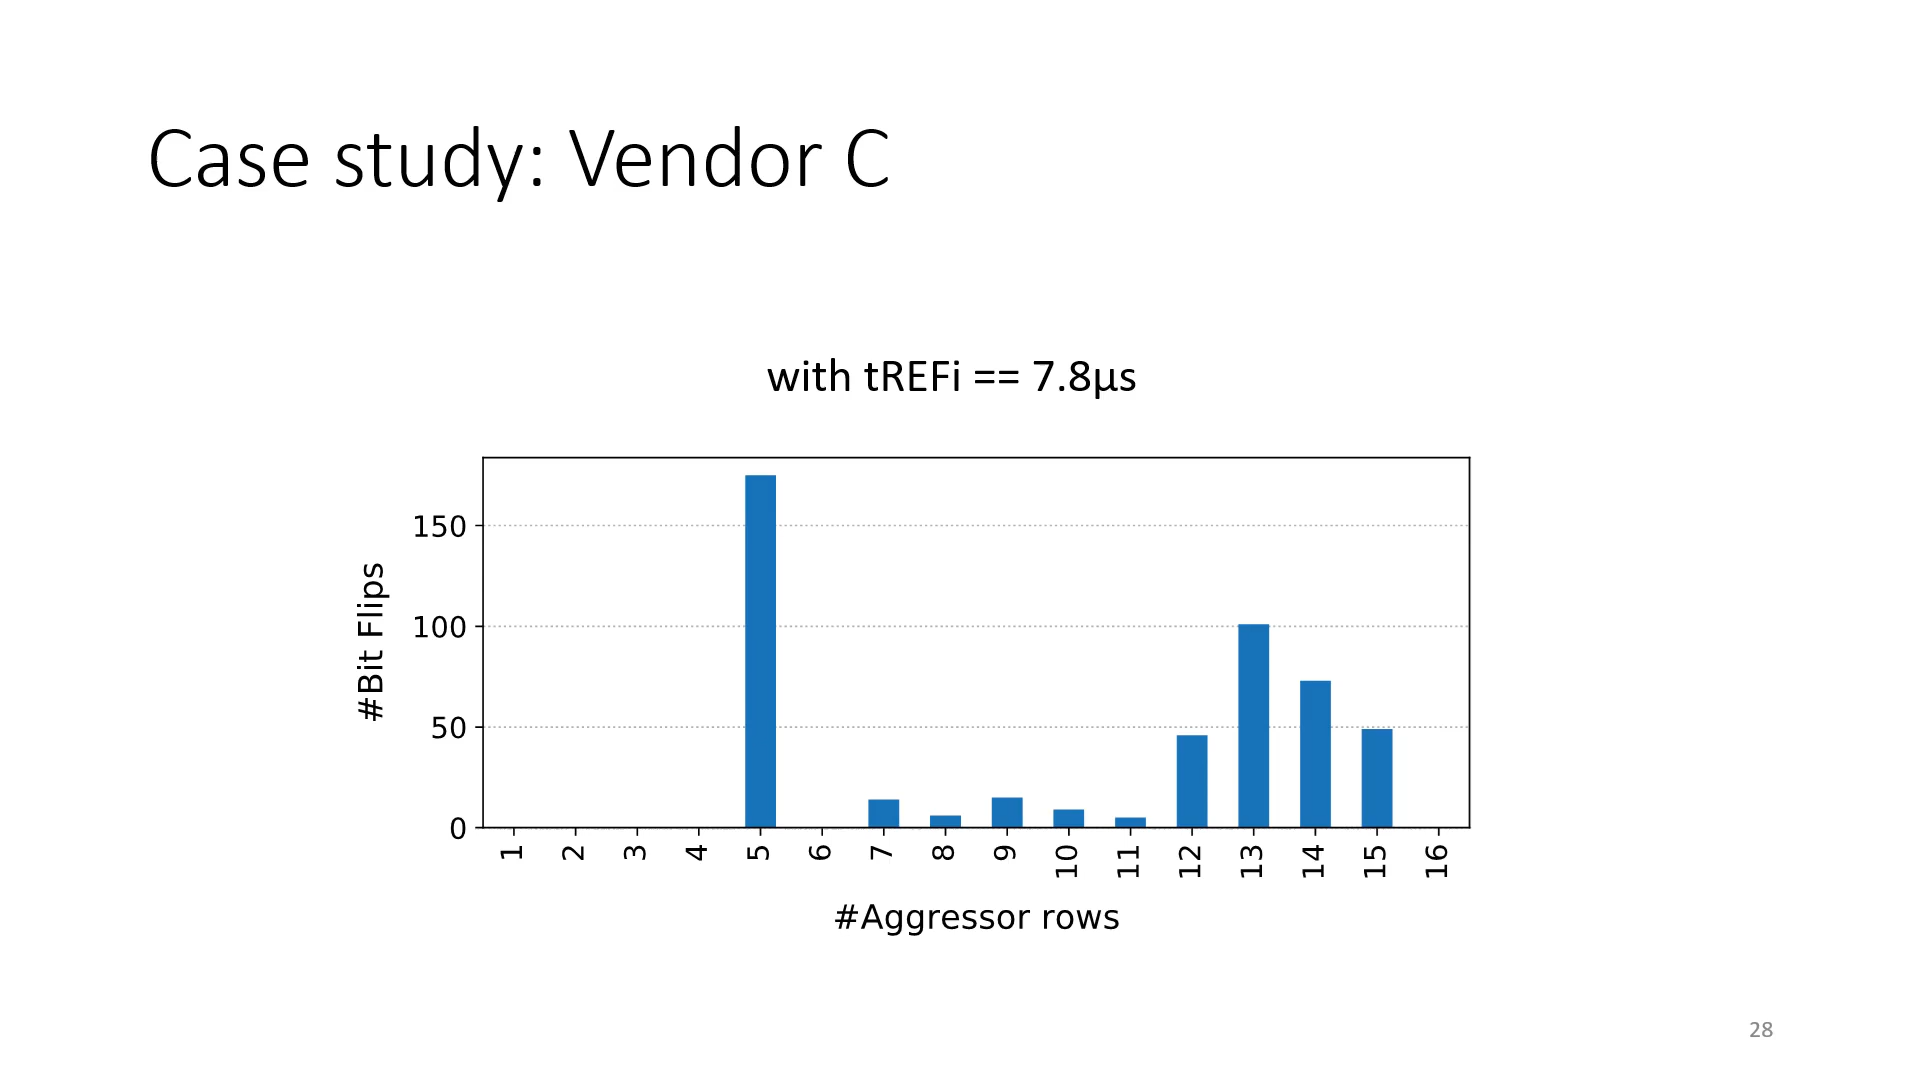 Case study: Vendor C
with tREFi == 7.8µs
150
100
50
0
#Bit Flips
1 2 3 4 5 6 7 8 9 10 11 12 13 14 15 16
#Aggressor rows
28